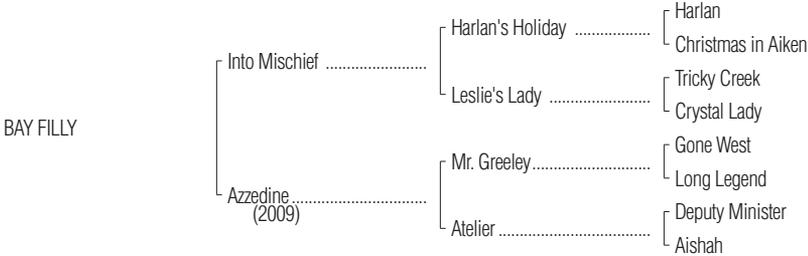 Harlan
Harlan's Holiday ..................
Christmas in Aiken
Into Mischief ........................
Tricky Creek
Leslie's Lady ........................
Crystal Lady
BAY FILLY
Gone West
Mr. Greeley............................
Long Legend
Azzedine................................
(2009)
Deputy Minister
Atelier ....................................
Aishah